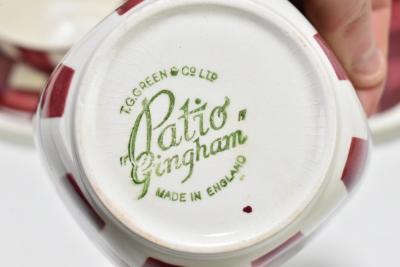 T.G.GREEN & CO LTD
"Patio
Gingham"
MADE IN ENGLAND